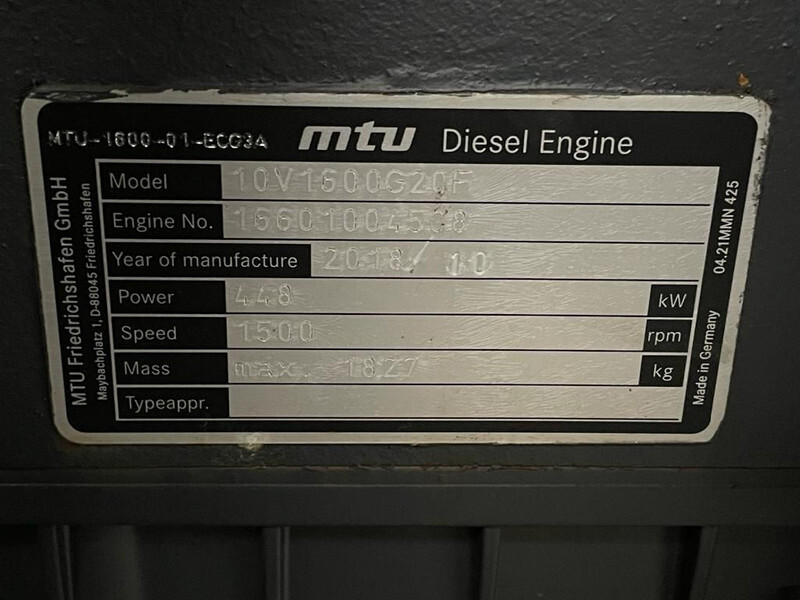 MTU-1600-01-ECO3A mtu Diesel Engine
Model 10V1600G20F
Engine No.
Year of manufacture 2018/ 10
Power 448 kW
Speed 1500 rpm
Mass max. 1827 kg
Typeappr.
MTU Friedrichshafen GmbH
Maybachplatz 1, D-88045 Friedrichshafen
Made in Germany 04.21MMN 425